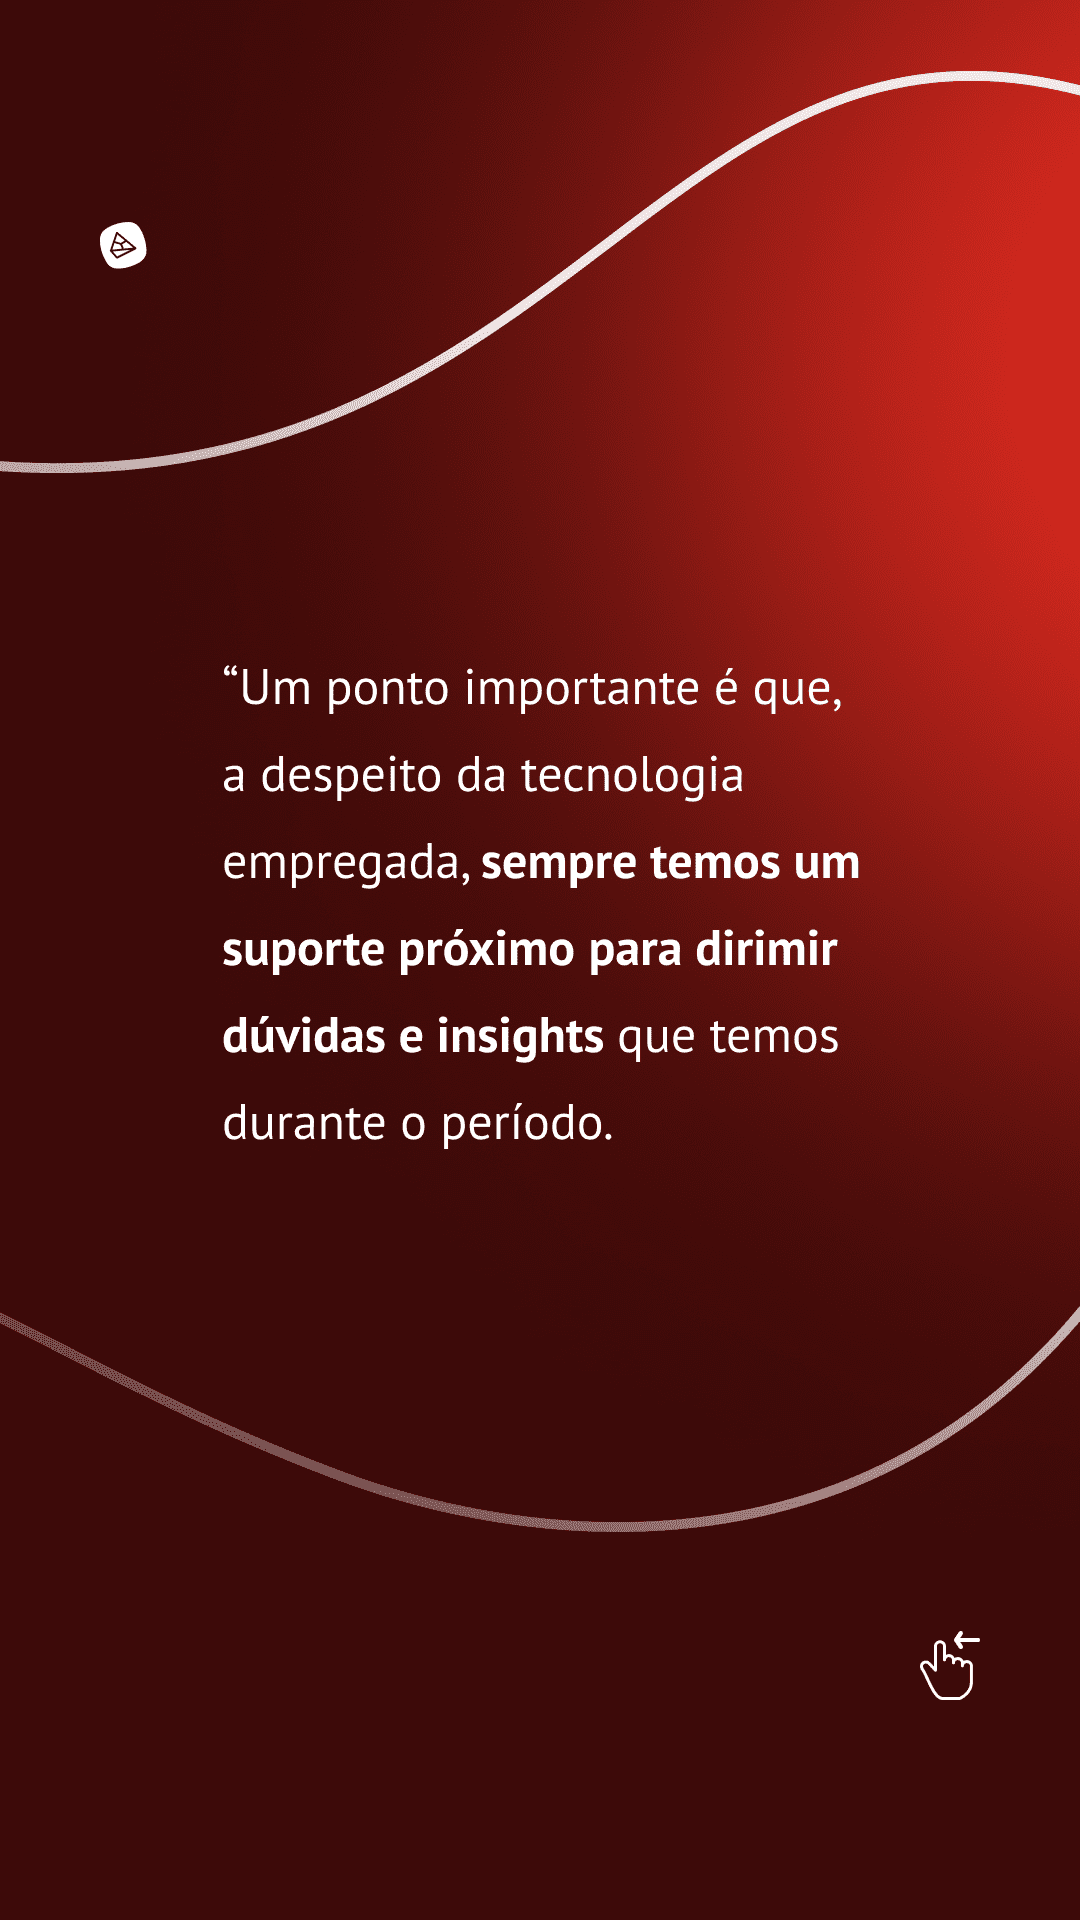 “Um ponto importante é que,
a despeito da tecnologia
empregada, sempre temos um
suporte próximo para dirimir
dúvidas e insights que temos
durante o período.